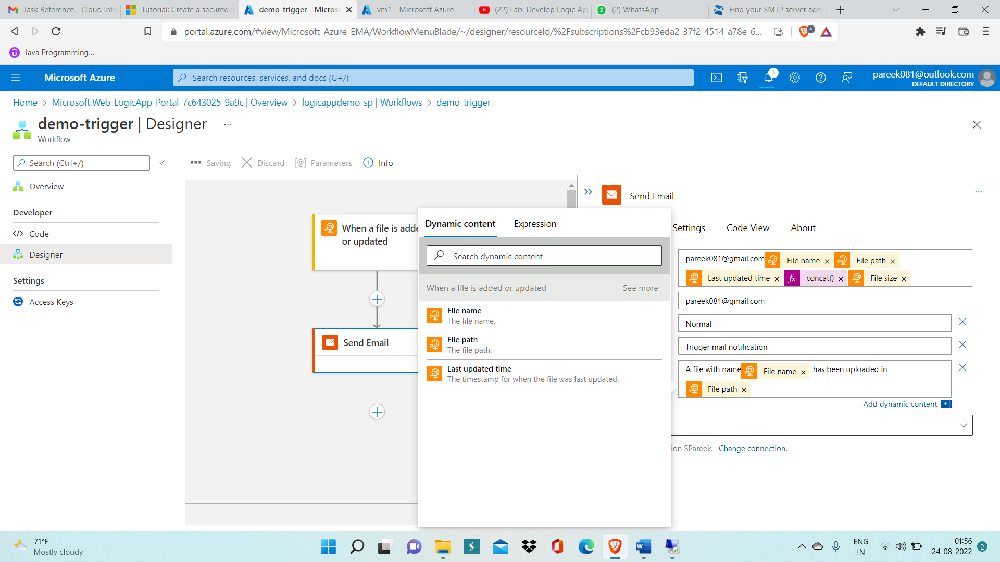 Task Reference - Cloud Infra
Tutorial: Create a secured h
demo-trigger - Microso
vm1 - Microsoft Azure
(22) Lab: Develop Logic App
2
(2) WhatsApp
Find your SMTP server add
portal.azure.com/#view/Microsoft_Azure_EMA/WorkflowMenuBlade/~/designer/resourceId/%2Fsubscriptions%2Fcb93eda2-37f2-4514-a78e-6...
4
Java Programming...
Microsoft Azure
Search resources, services, and docs (G+/)
3
pareek081@outlook.com
DEFAULT DIRECTORY
Home > Microsoft.Web-LogicApp-Portal-7c643025-9a9c | Overview > logicappdemo-sp | Workflows > demo-trigger
demo-trigger | Designer ...
Workflow
Search (Ctrl+/)
«
Saving
Discard
[@] Parameters
Info
Overview
Developer
</> Code
Designer
Settings
Access Keys
When a file is adde
or updated
Send Email
Dynamic content
Expression
Search dynamic content
When a file is added or updated
See more
File name
The file name.
File path
The file path.
Last updated time
The timestamp for when the file was last updated.
Send Email
...
Settings
Code View
About
pareek081@gmail.com File name × File path ×
Last updated time × fx concat() × File size ×
pareek081@gmail.com
Normal
Trigger mail notification
A file with name File name × has been uploaded in
File path ×
Add dynamic content
ion SPareek. Change connection.
71°F
Mostly cloudy
ENG
IN
01:56
24-08-2022
2